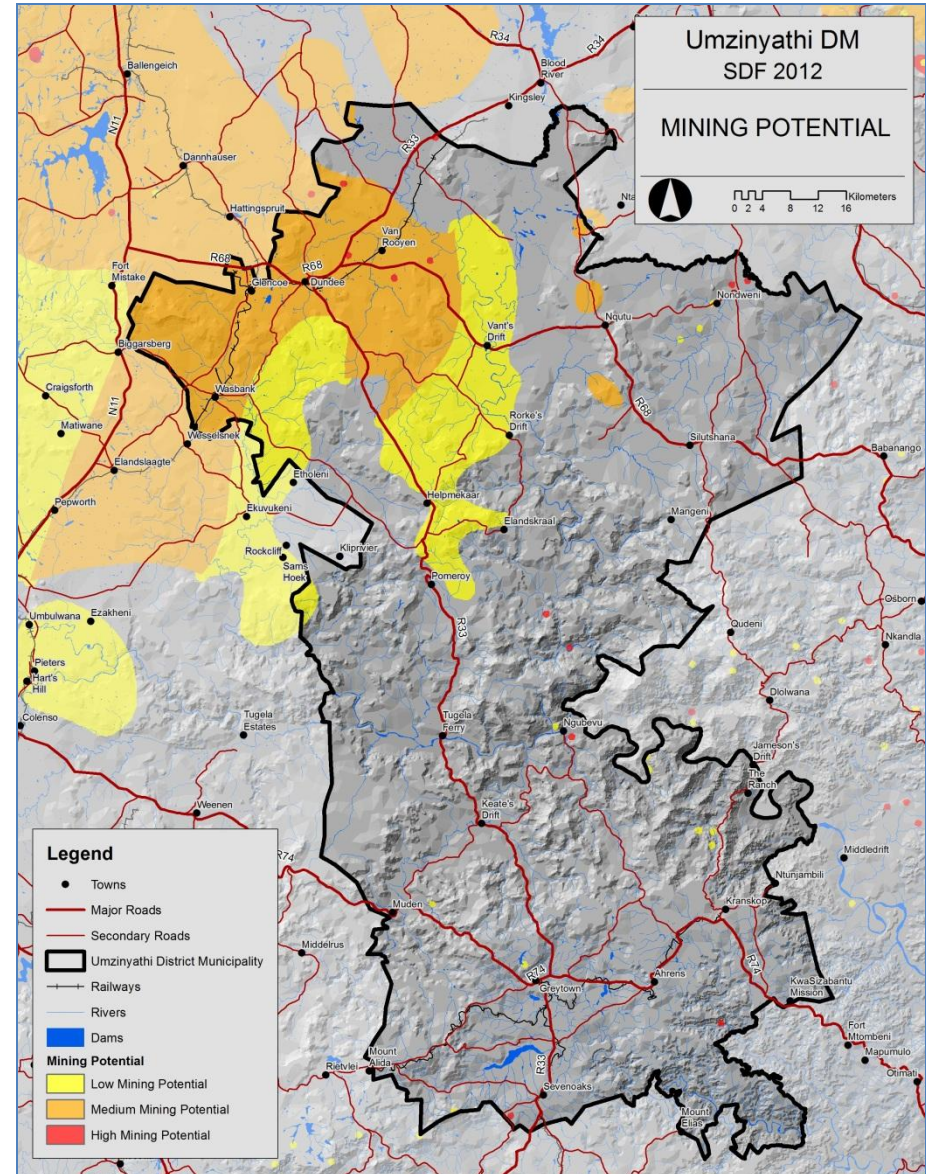 Umzinyathi DM
SDF 2012
MINING POTENTIAL
Kilometers
0 2 4 8 12 16
R34
R34
Ballengeich
Blood
River
Kingsley
N11
R33
Dannhauser
Hattingspruit
Nta
Van
Rooyen
R68
R68
Fort
Mistake
Glencoe
Dundee
Nondweni
Nqutu
Vant's
Drift
Biggarsberg
Craigsforth
Wasbank
N11
R68
Matiwane
Rorke's
Drift
Wesselsnek
Silutshana
Babanango
Elandslaagte
Etholeni
Pepworth
Helpmekaar
Ekuvukeni
Mangeni
Elandskraal
Rockcliff
Kliprivier
Sams
Hoek
Pomeroy
Osborn
Umbulwana
Ezakheni
R33
Qudeni
Nkandla
Pieters
Hart's
Hill
Dlolwana
Colenso
Tugela
Estates
Tugela
Ferry
Ngubevu
Jameson's
Drift
The
Ranch
Weenen
Keate's
Drift
R74
Middledrift
Ntunjambili
Muden
Kranskop
Middelrus
R74
R74
Ahrens
Greytown
KwaSizabantu
Mission
Fort
Mtombeni
Mapumulo
Mount
Alida
Rietvlei
R33
Otimati
Sevenoaks
Mount
Elias
Legend
Towns
Major Roads
Secondary Roads
Umzinyathi District Municipality
Railways
Rivers
Dams
Mining Potential
Low Mining Potential
Medium Mining Potential
High Mining Potential